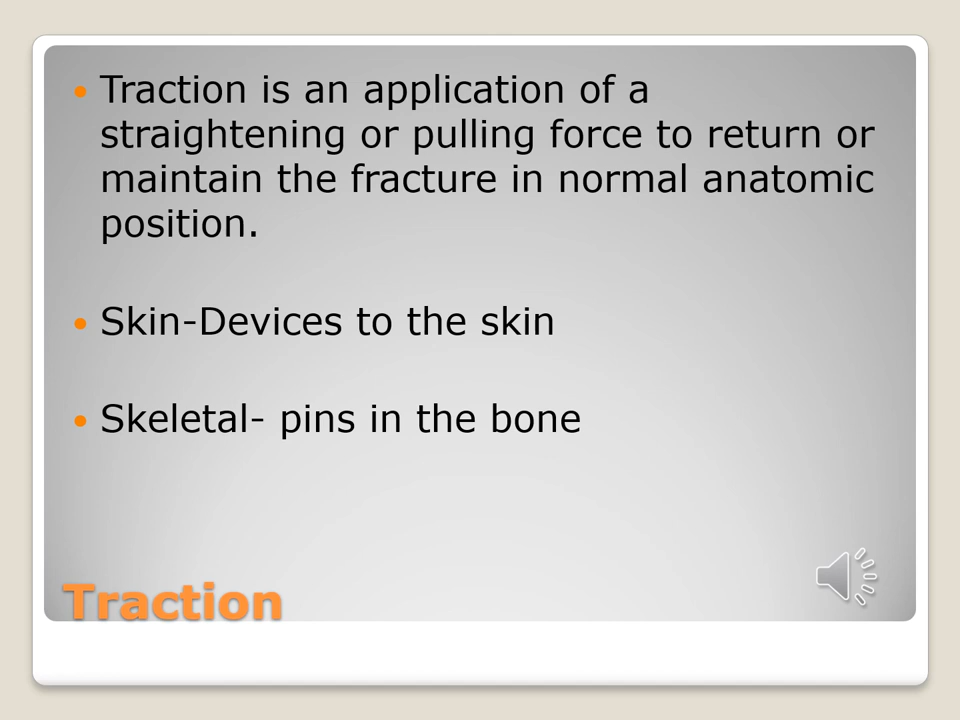 Traction is an application of a
straightening or pulling force to return or
maintain the fracture in normal anatomic
position.
Skin-Devices to the skin
Skeletal- pins in the bone
Traction